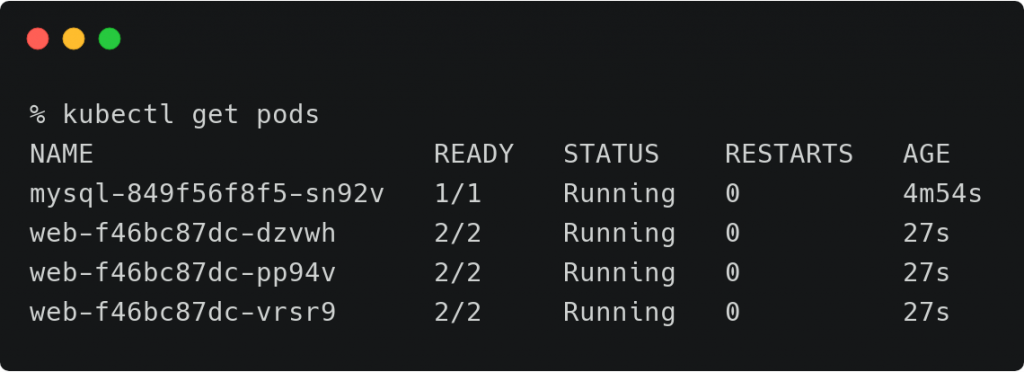 % kubectl get pods
NAME                     READY   STATUS    RESTARTS   AGE
mysql-849f56f8f5-sn92v   1/1     Running   0          4m54s
web-f46bc87dc-dzvwh      2/2     Running   0          27s
web-f46bc87dc-pp94v      2/2     Running   0          27s
web-f46bc87dc-vrsr9      2/2     Running   0          27s